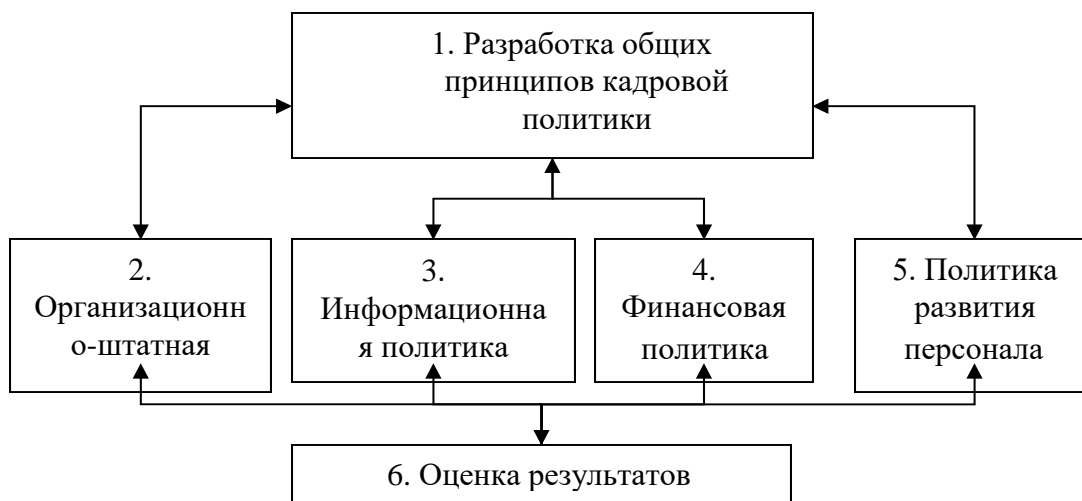 1. Разработка общих
принципов кадровой
политики
2.
Организационн
о-штатная
3.
Информационна
я политика
4.
Финансовая
политика
5. Политика
развития
персонала
6. Оценка результатов